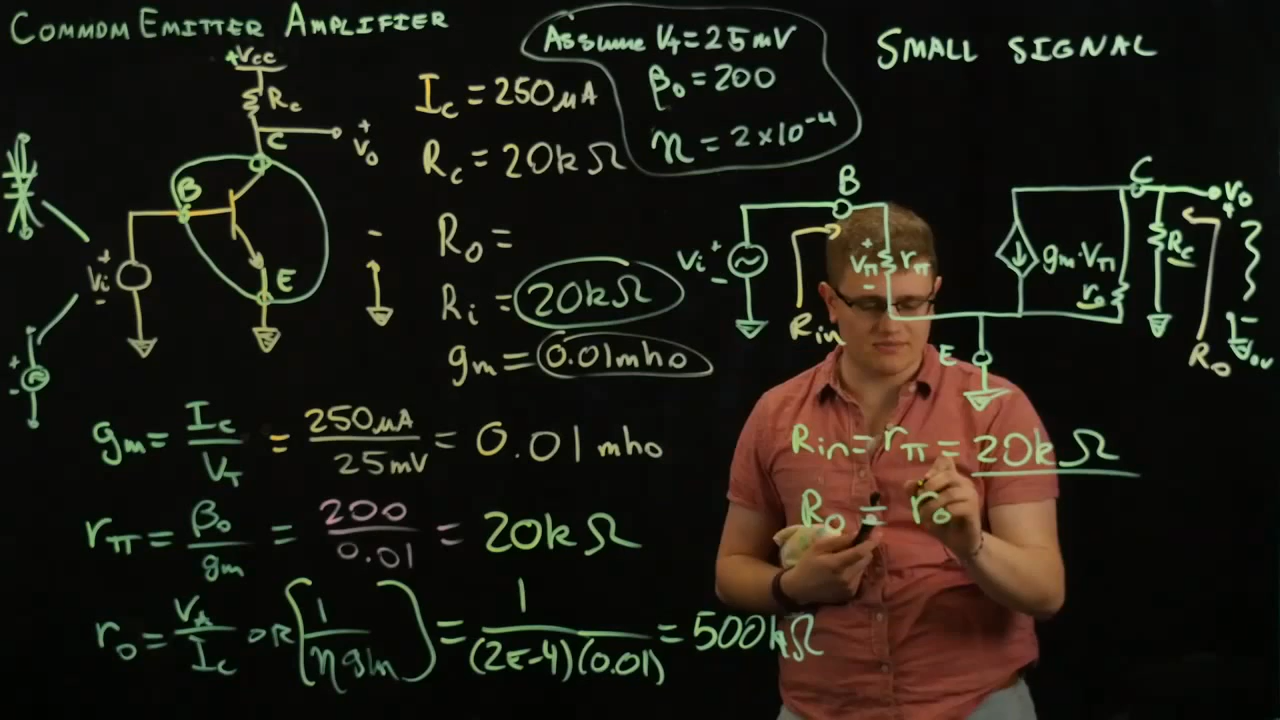 COMMOM EMITTER AMPLIFIER
+Vcc
Rc
C
+
Vo
-
B
E
Vi
+
-
+
-
Ic = 250μA
Rc = 20kΩ
Ro =
Ri = 20kΩ
gm = 0.01mho
Assume VT = 25mV
βo = 200
η = 2×10^-4
SMALL SIGNAL
B
C
Vo
+
-
Vi
+
-
+
Vπ
-
rπ
gm·Vπ
ro
Rc
Rin
Ro
E
0V
gm = Ic/VT = 250μA/25mV = 0.01 mho
rπ = βo/gm = 200/0.01 = 20kΩ
ro = VA/Ic OR (1/ηgm) = 1/(2E-4)(0.01) = 500kΩ
Rin = rπ = 20kΩ
Ro = ro